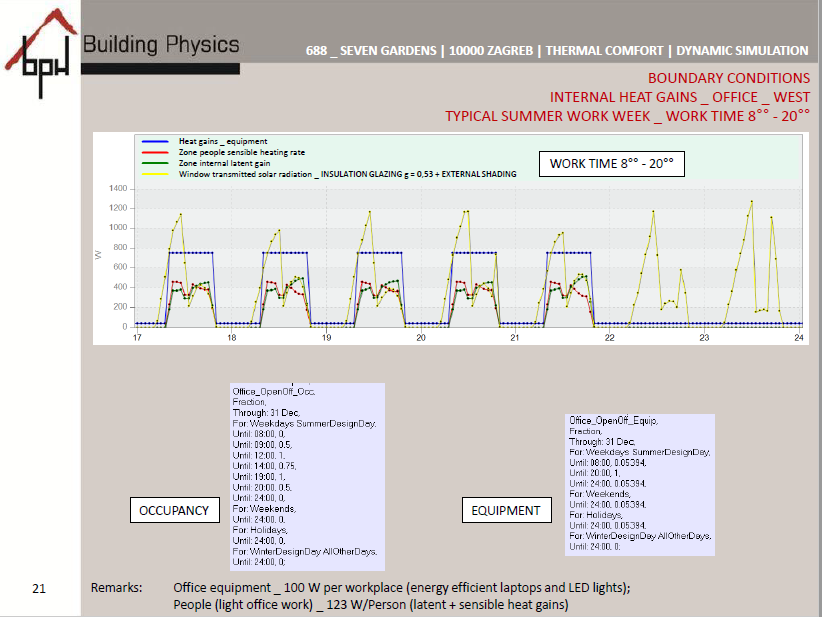 bph
Building Physics
688 _ SEVEN GARDENS | 10000 ZAGREB | THERMAL COMFORT | DYNAMIC SIMULATION
BOUNDARY CONDITIONS
INTERNAL HEAT GAINS _ OFFICE _ WEST
TYPICAL SUMMER WORK WEEK _ WORK TIME 8°° - 20°°
Heat gains _ equipment
Zone people sensible heating rate
Zone internal latent gain
Window transmitted solar radiation _ INSULATION GLAZING g = 0,53 + EXTERNAL SHADING
WORK TIME 8°° - 20°°
1400
1200
1000
800
600
400
200
0
W
17 18 19 20 21 22 23 24
Office_OpenOff_Occ,
Fraction,
Through: 31 Dec,
For: Weekdays SummerDesignDay,
Until: 08:00, 0,
Until: 09:00, 0.5,
Until: 12:00, 1,
Until: 14:00, 0.75,
Until: 19:00, 1,
Until: 20:00, 0.5,
Until: 24:00, 0,
For: Weekends,
Until: 24:00, 0,
For: Holidays,
Until: 24:00, 0,
For: WinterDesignDay AllOtherDays,
Until: 24:00, 0;
OCCUPANCY
Office_OpenOff_Equip,
Fraction,
Through: 31 Dec,
For: Weekdays SummerDesignDay,
Until: 08:00, 0.05394,
Until: 20:00, 1,
Until: 24:00, 0.05394,
For: Weekends,
Until: 24:00, 0.05394,
For: Holidays,
Until: 24:00, 0.05394,
For: WinterDesignDay AllOtherDays,
Until: 24:00, 0;
EQUIPMENT
21
Remarks: Office equipment _ 100 W per workplace (energy efficient laptops and LED lights);
People (light office work) _ 123 W/Person (latent + sensible heat gains)